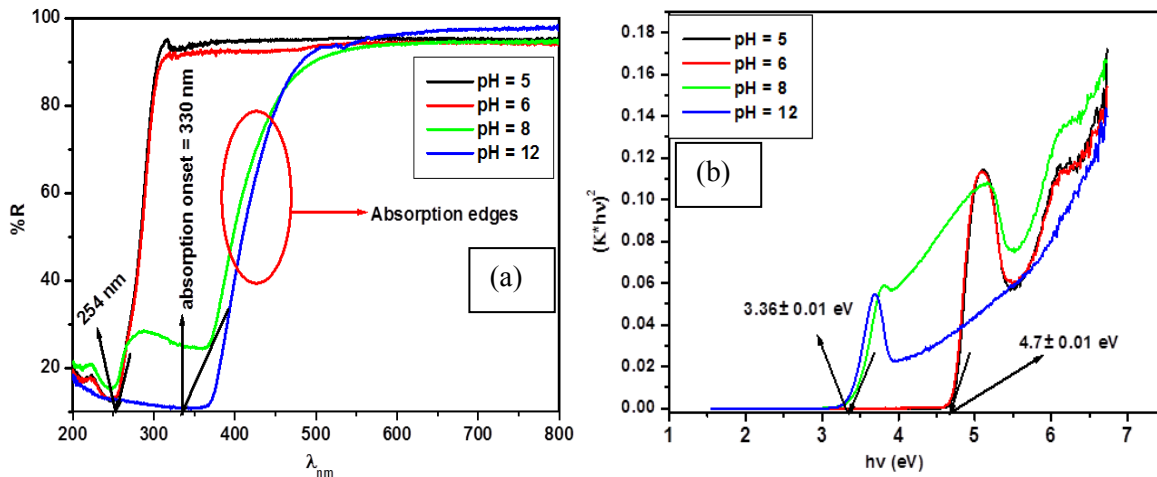 100
80
60
40
20
%R
254 nm
absorption onset = 330 nm
pH = 5
pH = 6
pH = 8
pH = 12
Absorption edges
(a)
200 300 400 500 600 700 800
λnm
0.18
0.16
0.14
0.12
0.10
0.08
0.06
0.04
0.02
0.00
(K*hν)²
pH = 5
pH = 6
pH = 8
pH = 12
(b)
3.36± 0.01 eV
4.7± 0.01 eV
1 2 3 4 5 6 7
hν (eV)